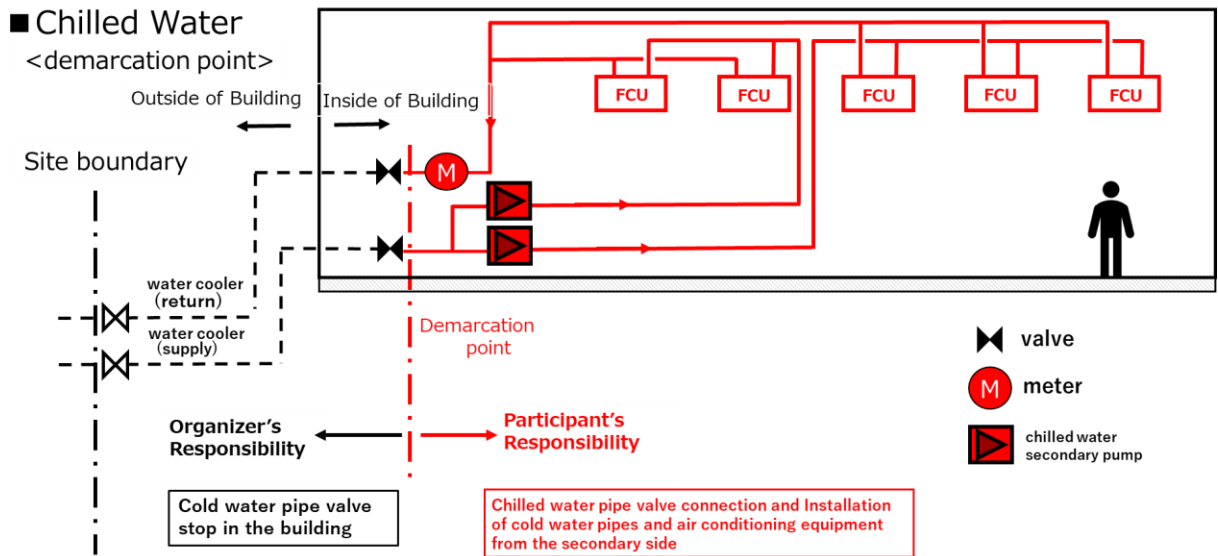 ■ Chilled Water
<demarcation point>
Outside of Building
Inside of Building
Site boundary
FCU
FCU
FCU
FCU
FCU
M
water cooler
(return)
water cooler
(supply)
Demarcation
point
valve
M
meter
chilled water
secondary pump
Organizer's
Responsibility
Participant's
Responsibility
Cold water pipe valve
stop in the building
Chilled water pipe valve connection and Installation
of cold water pipes and air conditioning equipment
from the secondary side